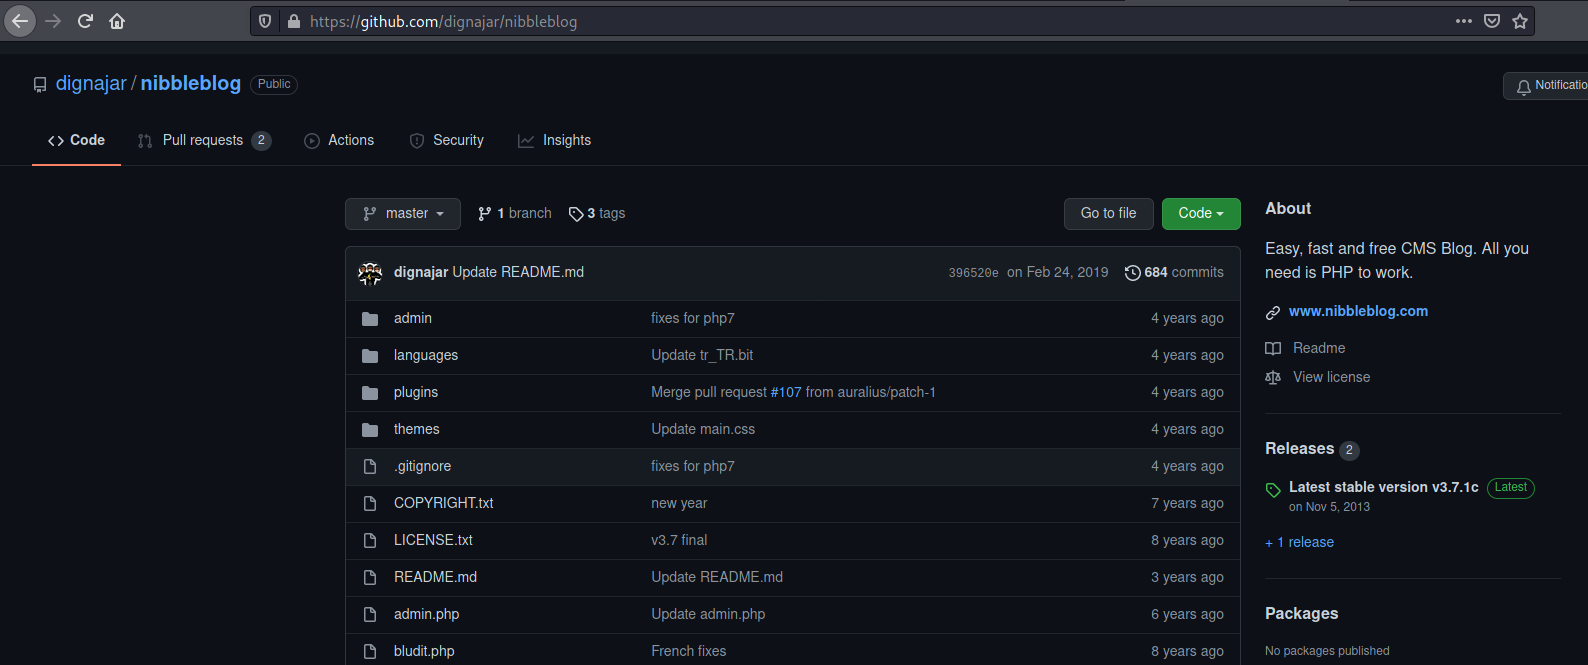 https://github.com/dignajar/nibbleblog
dignajar / nibbleblog Public
Notificatio
Code Pull requests 2 Actions Security Insights
master 1 branch 3 tags Go to file Code
dignajar Update README.md 396520e on Feb 24, 2019 684 commits
admin fixes for php7 4 years ago
languages Update tr_TR.bit 4 years ago
plugins Merge pull request #107 from auralius/patch-1 4 years ago
themes Update main.css 4 years ago
.gitignore fixes for php7 4 years ago
COPYRIGHT.txt new year 7 years ago
LICENSE.txt v3.7 final 8 years ago
README.md Update README.md 3 years ago
admin.php Update admin.php 6 years ago
bludit.php French fixes 8 years ago
About
Easy, fast and free CMS Blog. All you
need is PHP to work.
www.nibbleblog.com
Readme
View license
Releases 2
Latest stable version v3.7.1c Latest
on Nov 5, 2013
+ 1 release
Packages
No packages published